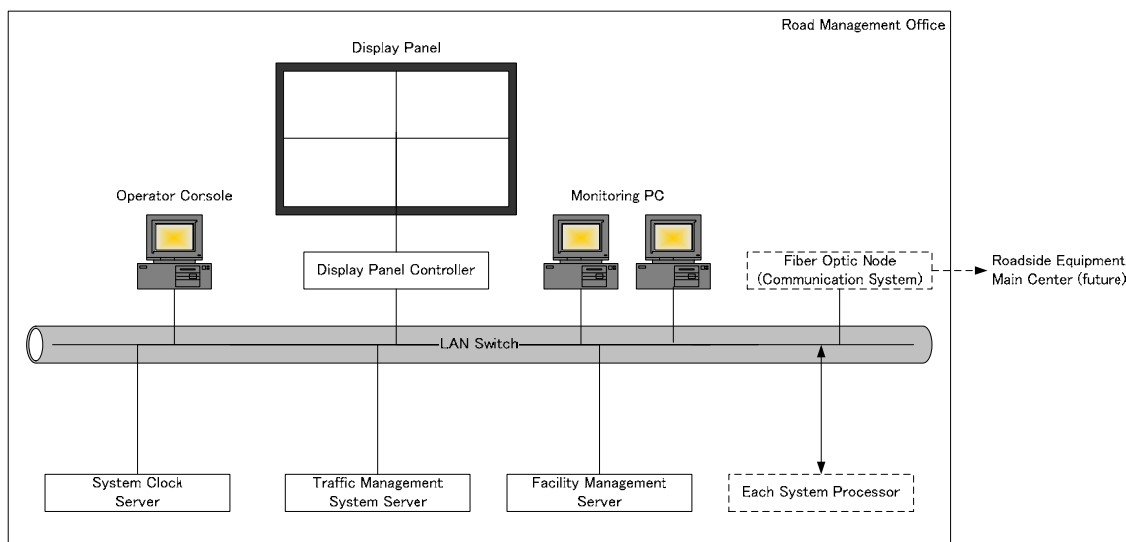 Road Management Office
Display Panel
Operator Console
Monitoring PC
Display Panel Controller
Fiber Optic Node
(Communication System)
Roadside Equipment
Main Center (future)
LAN Switch
System Clock
Server
Traffic Management
System Server
Facility Management
Server
Each System Processor